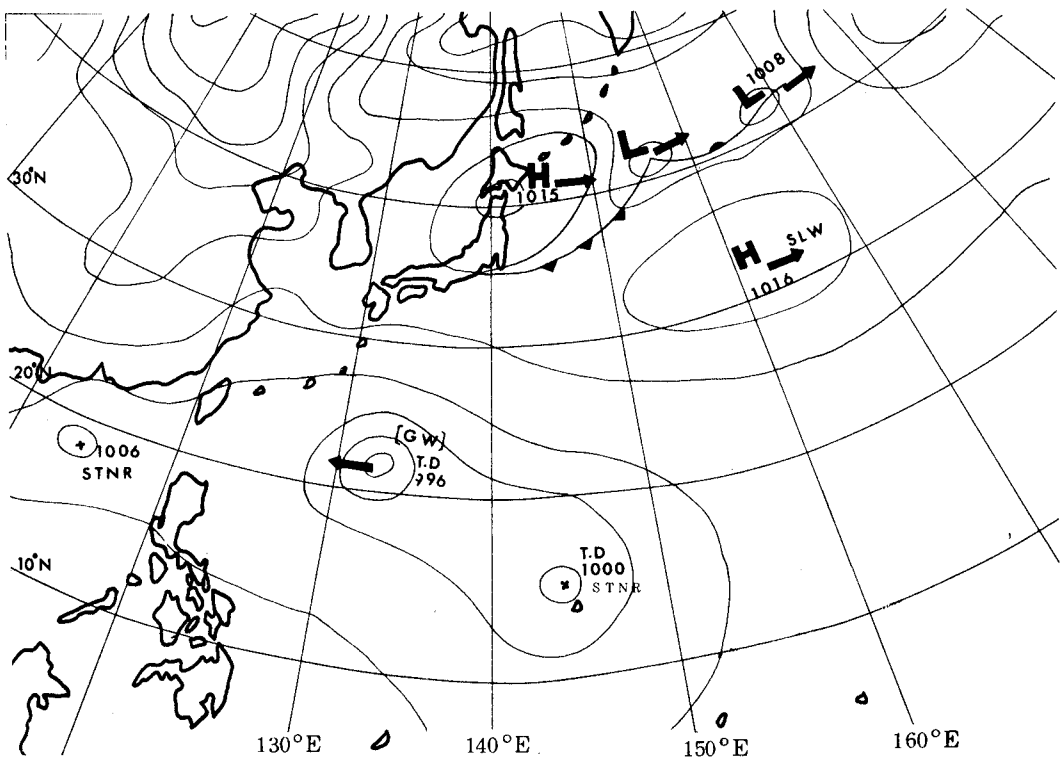 1008
L
L
30°N
H
1015
H
SLW
1016
20°N
[GW]
T.D
996
1006
STNR
T.D
1000
STNR
10°N
130°E
140°E
150°E
160°E